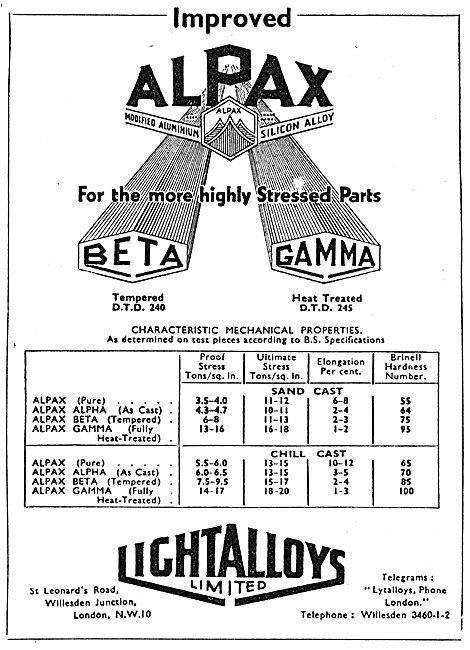 Improved
ALPAX
ALPAX
MODIFIED ALUMINIUM SILICON ALLOY
For the more highly Stressed Parts
BETA GAMMA
Tempered Heat Treated
D.T.D. 240 D.T.D. 245
CHARACTERISTIC MECHANICAL PROPERTIES.
As determined on test pieces according to B.S. Specifications
Proof Ultimate Elongation Brinell
Stress Stress Per cent. Hardness
Tons/sq. In. Tons/sq. In. Number.
SAND CAST
ALPAX (Pure) . . . . . 3.5-4.0 11-12 6-8 55
ALPAX ALPHA (As Cast) . 4.3-4.7 10-11 2-4 64
ALPAX BETA (Tempered) . 6-8 11-13 2-3 75
ALPAX GAMMA (Fully . 13-16 16-18 1-2 95
Heat-Treated) .
CHILL CAST
ALPAX (Pure) . . . . . 5.5-6.0 13-15 10-12 65
ALPAX ALPHA (As Cast) . 6.0-6.5 13-15 3-5 70
ALPAX BETA (Tempered) . 7.5-9.5 15-17 2-4 85
ALPAX GAMMA (Fully . 14-17 18-20 1-3 100
Heat-Treated) .
LIGHTALLOYS
LIMITED
St Leonard's Road,
Willesden Junction,
London, N.W.10
Telegrams :
"Lytalloys, Phone
London."
Telephone : Willesden 3460-1-2